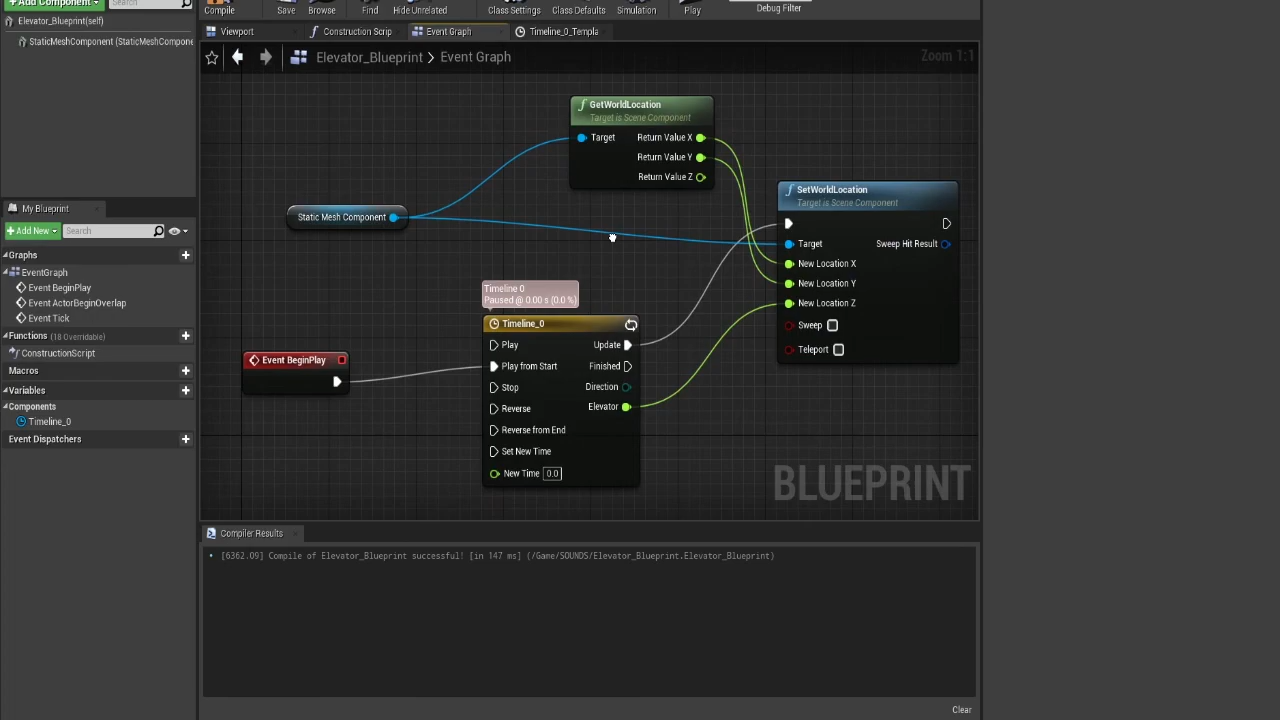 Add Component
Search
Compile
Save
Browse
Find
Hide Unrelated
Class Settings
Class Defaults
Simulation
Play
Debug Filter
Elevator_Blueprint(self)
StaticMeshComponent (StaticMeshCompone
Viewport
Construction Scrip
Event Graph
Timeline_0_Templa
Elevator_Blueprint > Event Graph
Zoom 1:1
GetWorldLocation
Target is Scene Component
Target
Return Value X
Return Value Y
Return Value Z
Static Mesh Component
SetWorldLocation
Target is Scene Component
Target
Sweep Hit Result
New Location X
New Location Y
New Location Z
Sweep
Teleport
Timeline 0
Paused @ 0.00 s (0.0 %)
Timeline_0
Play
Update
Play from Start
Finished
Stop
Direction
Reverse
Elevator
Reverse from End
Set New Time
New Time 0.0
Event BeginPlay
BLUEPRINT
My Blueprint
Add New
Search
Graphs
EventGraph
Event BeginPlay
Event ActorBeginOverlap
Event Tick
Functions (18 Overridable)
ConstructionScript
Macros
Variables
Components
Timeline_0
Event Dispatchers
Compiler Results
[6362.09] Compile of Elevator_Blueprint successful! [in 147 ms] (/Game/SOUNDS/Elevator_Blueprint.Elevator_Blueprint)
Clear